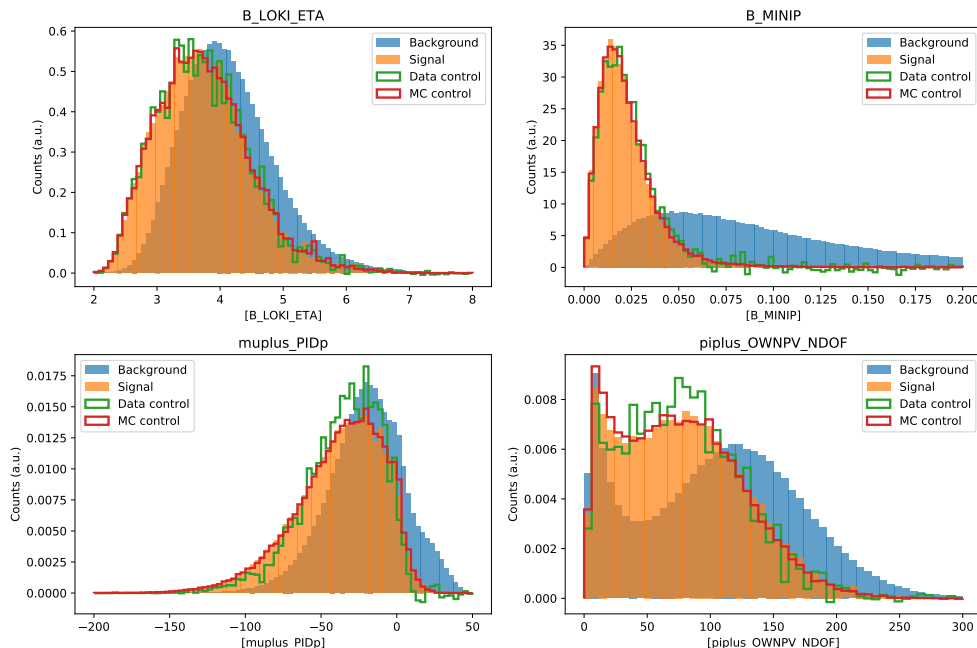 B_LOKI_ETA
Counts (a.u.)
0.6
0.5
0.4
0.3
0.2
0.1
0.0
Background
Signal
Data control
MC control
2 3 4 5 6 7 8
[B_LOKI_ETA]
B_MINIP
Counts (a.u.)
35
30
25
20
15
10
5
0
Background
Signal
Data control
MC control
0.000 0.025 0.050 0.075 0.100 0.125 0.150 0.175 0.200
[B_MINIP]
muplus_PIDp
Counts (a.u.)
0.0175
0.0150
0.0125
0.0100
0.0075
0.0050
0.0025
0.0000
Background
Signal
Data control
MC control
−200 −150 −100 −50 0 50
[muplus_PIDp]
piplus_OWNPV_NDOF
Counts (a.u.)
0.008
0.006
0.004
0.002
0.000
Background
Signal
Data control
MC control
0 50 100 150 200 250 300
[piplus_OWNPV_NDOF]